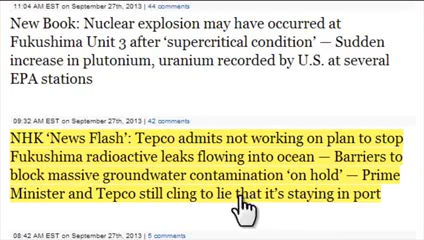 11:04 AM EST on September 27th, 2013 | 44 comments
New Book: Nuclear explosion may have occurred at
Fukushima Unit 3 after ‘supercritical condition’ — Sudden
increase in plutonium, uranium recorded by U.S. at several
EPA stations
09:32 AM EST on September 27th, 2013 | 42 comments
NHK ‘News Flash’: Tepco admits not working on plan to stop
Fukushima radioactive leaks flowing into ocean — Barriers to
block massive groundwater contamination ‘on hold’ — Prime
Minister and Tepco still cling to lie that it’s staying in port
08:42 AM EST on September 27th, 2013 | 5 comments